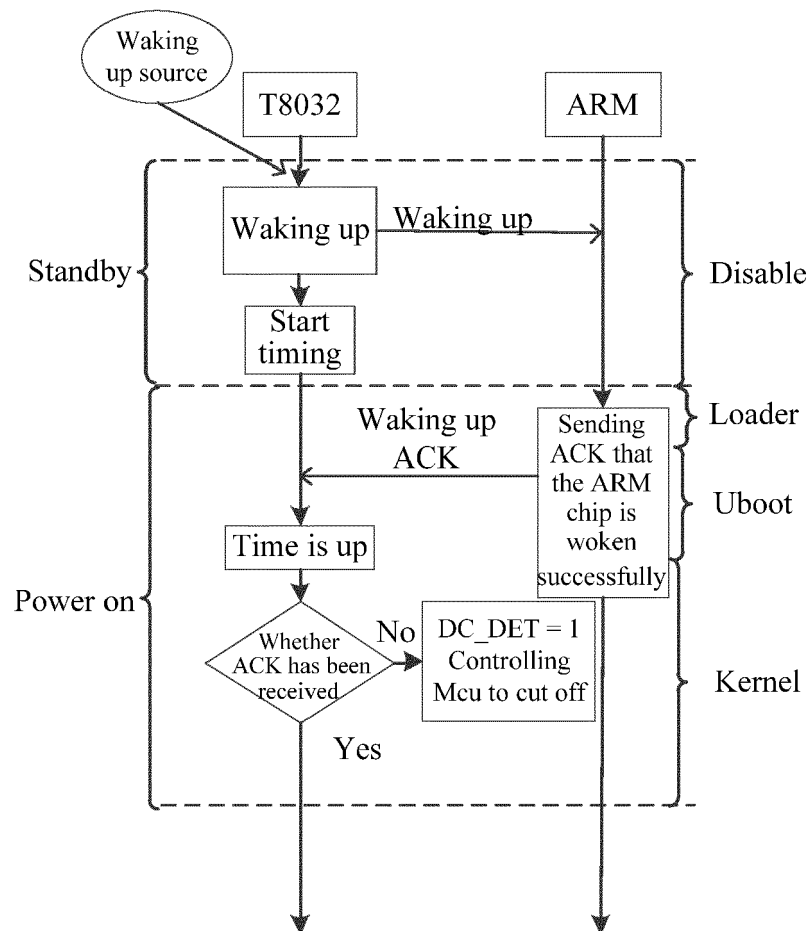 Waking
up source
T8032
ARM
Waking up
Waking up
Standby
Disable
Start
timing
Loader
Waking up
ACK
Sending
ACK that
the ARM
chip is
woken
successfully
Uboot
Time is up
Power on
Whether
ACK has been
received
No
DC_DET = 1
Controlling
Mcu to cut off
Kernel
Yes